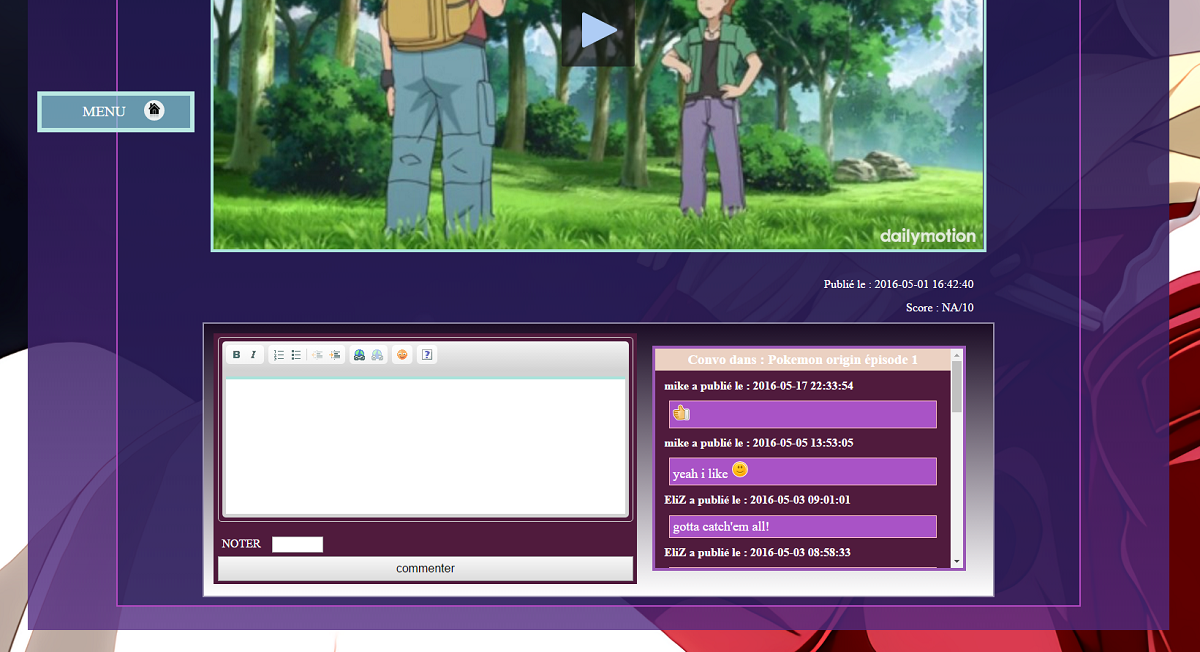 MENU
dailymotion
Publié le : 2016-05-01 16:42:40
Score : NA/10
B I
?
NOTER
commenter
Convo dans : Pokemon origin épisode 1
mike a publié le : 2016-05-17 22:33:54
mike a publié le : 2016-05-05 13:53:05
yeah i like
EliZ a publié le : 2016-05-03 09:01:01
gotta catch'em all!
EliZ a publié le : 2016-05-03 08:58:33